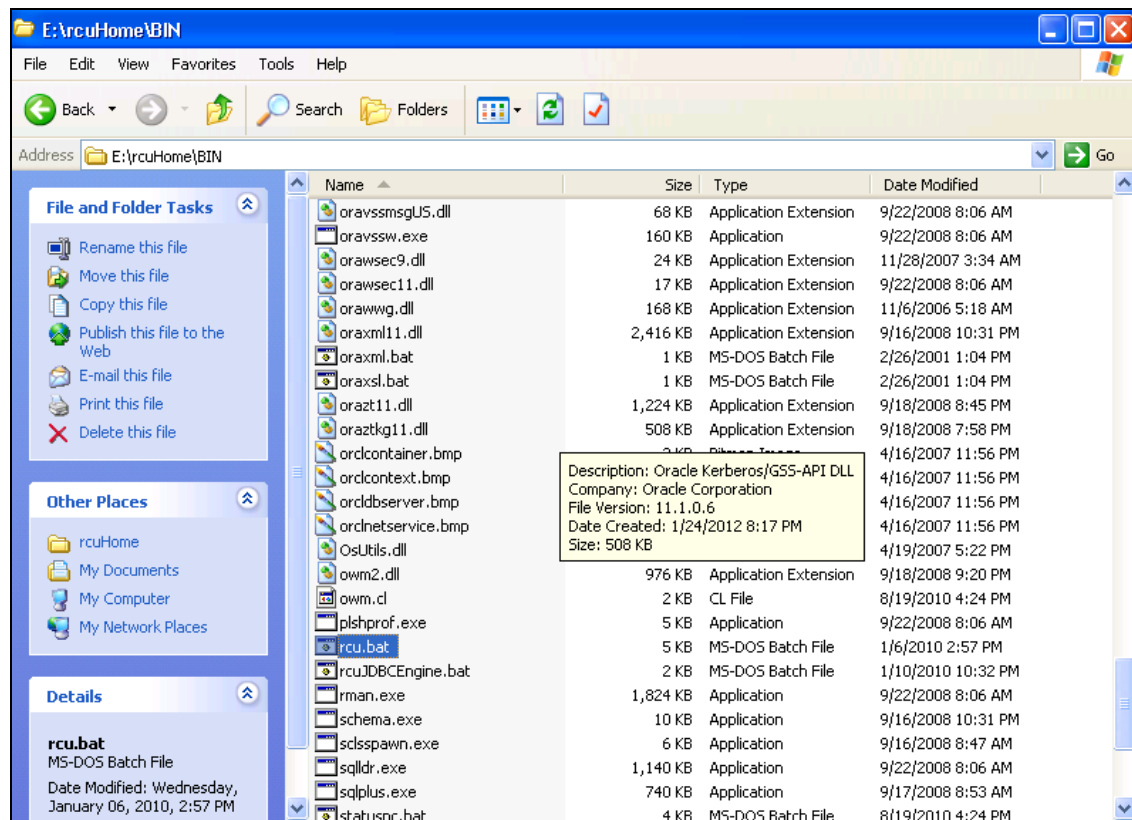 E:\rcuHome\BIN
File Edit View Favorites Tools Help
Back Search Folders
Address E:\rcuHome\BIN Go
File and Folder Tasks
Rename this file
Move this file
Copy this file
Publish this file to the
Web
E-mail this file
Print this file
Delete this file
Other Places
rcuHome
My Documents
My Computer
My Network Places
Details
rcu.bat
MS-DOS Batch File
Date Modified: Wednesday,
January 06, 2010, 2:57 PM
Name Size Type Date Modified
oravssmsgUS.dll 68 KB Application Extension 9/22/2008 8:06 AM
oravssw.exe 160 KB Application 9/22/2008 8:06 AM
orawsec9.dll 24 KB Application Extension 11/28/2007 3:34 AM
orawsec11.dll 17 KB Application Extension 9/22/2008 8:06 AM
orawwg.dll 168 KB Application Extension 11/6/2006 5:18 AM
oraxml11.dll 2,416 KB Application Extension 9/16/2008 10:31 PM
oraxml.bat 1 KB MS-DOS Batch File 2/26/2001 1:04 PM
oraxsl.bat 1 KB MS-DOS Batch File 2/26/2001 1:04 PM
orazt11.dll 1,224 KB Application Extension 9/18/2008 8:45 PM
oraztkg11.dll 508 KB Application Extension 9/18/2008 7:58 PM
orclcontainer.bmp 4/16/2007 11:56 PM
orclcontext.bmp 4/16/2007 11:56 PM
orcldbserver.bmp 4/16/2007 11:56 PM
orclnetservice.bmp 4/16/2007 11:56 PM
OsUtils.dll 4/19/2007 5:22 PM
Description: Oracle Kerberos/GSS-API DLL
Company: Oracle Corporation
File Version: 11.1.0.6
Date Created: 1/24/2012 8:17 PM
Size: 508 KB
owm2.dll 976 KB Application Extension 9/18/2008 9:20 PM
owm.cl 2 KB CL File 8/19/2010 4:24 PM
plshprof.exe 5 KB Application 9/22/2008 8:06 AM
rcu.bat 5 KB MS-DOS Batch File 1/6/2010 2:57 PM
rcuJDBCEngine.bat 2 KB MS-DOS Batch File 1/10/2010 10:32 PM
rman.exe 1,824 KB Application 9/22/2008 8:06 AM
schema.exe 10 KB Application 9/16/2008 10:31 PM
sclsspawn.exe 6 KB Application 9/16/2008 8:47 AM
sqlldr.exe 1,140 KB Application 9/22/2008 8:06 AM
sqlplus.exe 740 KB Application 9/17/2008 8:53 AM
statusnc.bat 4 KB MS-DOS Batch File 8/19/2010 4:24 PM